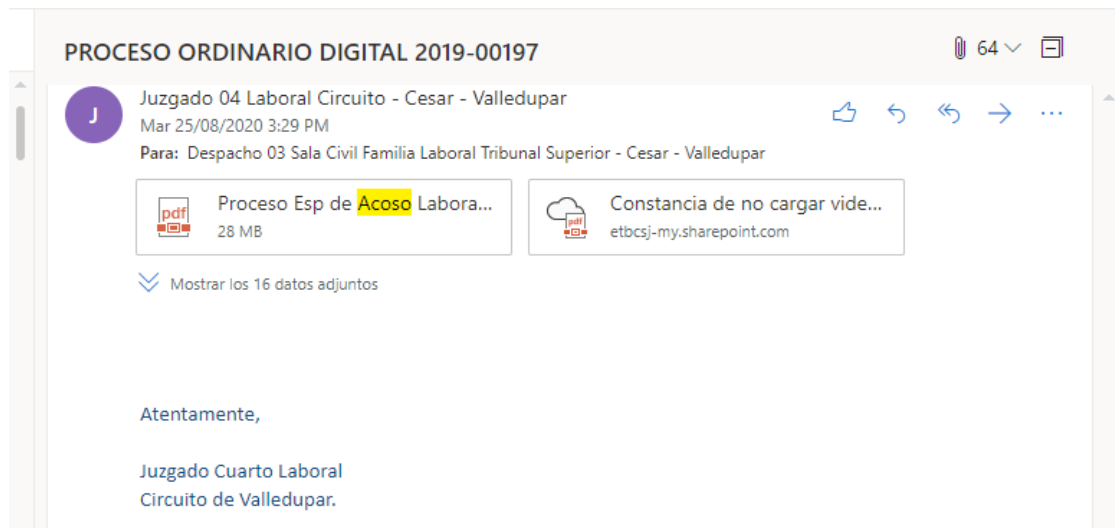 PROCESO ORDINARIO DIGITAL 2019-00197
64
J
Juzgado 04 Laboral Circuito - Cesar - Valledupar
Mar 25/08/2020 3:29 PM
Para: Despacho 03 Sala Civil Familia Laboral Tribunal Superior - Cesar - Valledupar
pdf
Proceso Esp de Acoso Labora...
28 MB
pdf
Constancia de no cargar vide...
etbcsj-my.sharepoint.com
Mostrar los 16 datos adjuntos
Atentamente,
Juzgado Cuarto Laboral
Circuito de Valledupar.